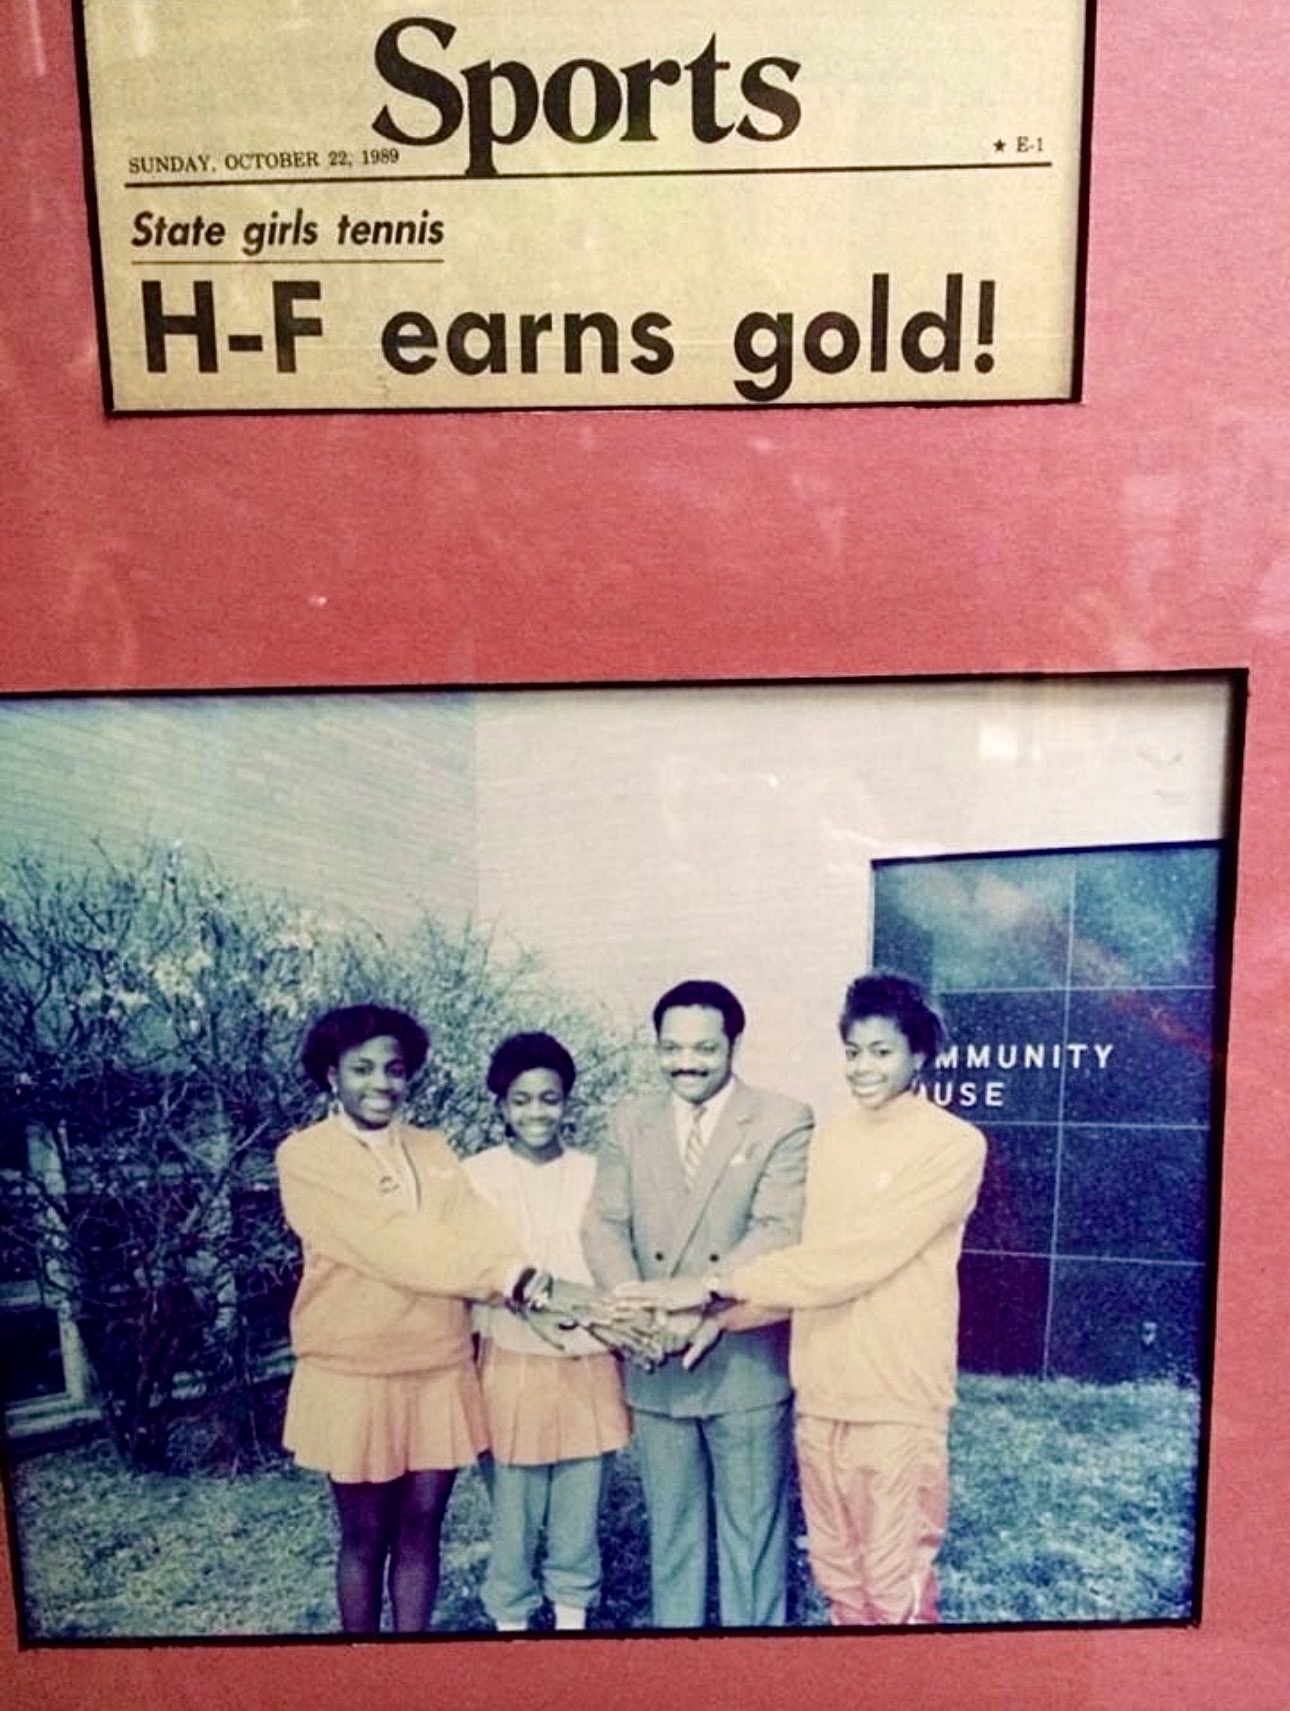 Sports
SUNDAY, OCTOBER 22, 1989
★ E-1
State girls tennis
H-F earns gold!
MMUNITY
USE